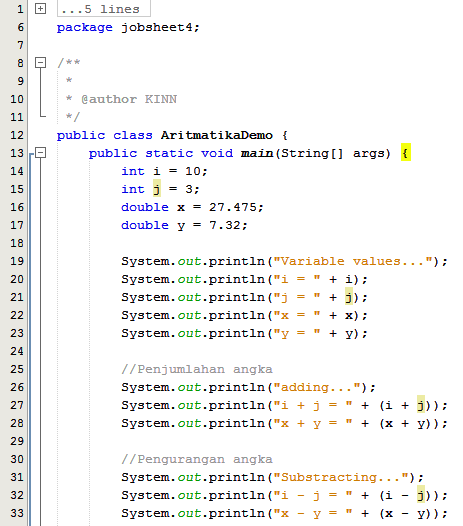 1 ...5 lines
6 package jobsheet4;
7
8 /**
9  *
10  * @author KINN
11  */
12 public class AritmatikaDemo {
13     public static void main(String[] args) {
14         int i = 10;
15         int j = 3;
16         double x = 27.475;
17         double y = 7.32;
18
19         System.out.println("Variable values...");
20         System.out.println("i = " + i);
21         System.out.println("j = " + j);
22         System.out.println("x = " + x);
23         System.out.println("y = " + y);
24
25         //Penjumlahan angka
26         System.out.println("adding...");
27         System.out.println("i + j = " + (i + j));
28         System.out.println("x + y = " + (x + y));
29
30         //Pengurangan angka
31         System.out.println("Substracting...");
32         System.out.println("i - j = " + (i - j));
33         System.out.println("x - y = " + (x - y));